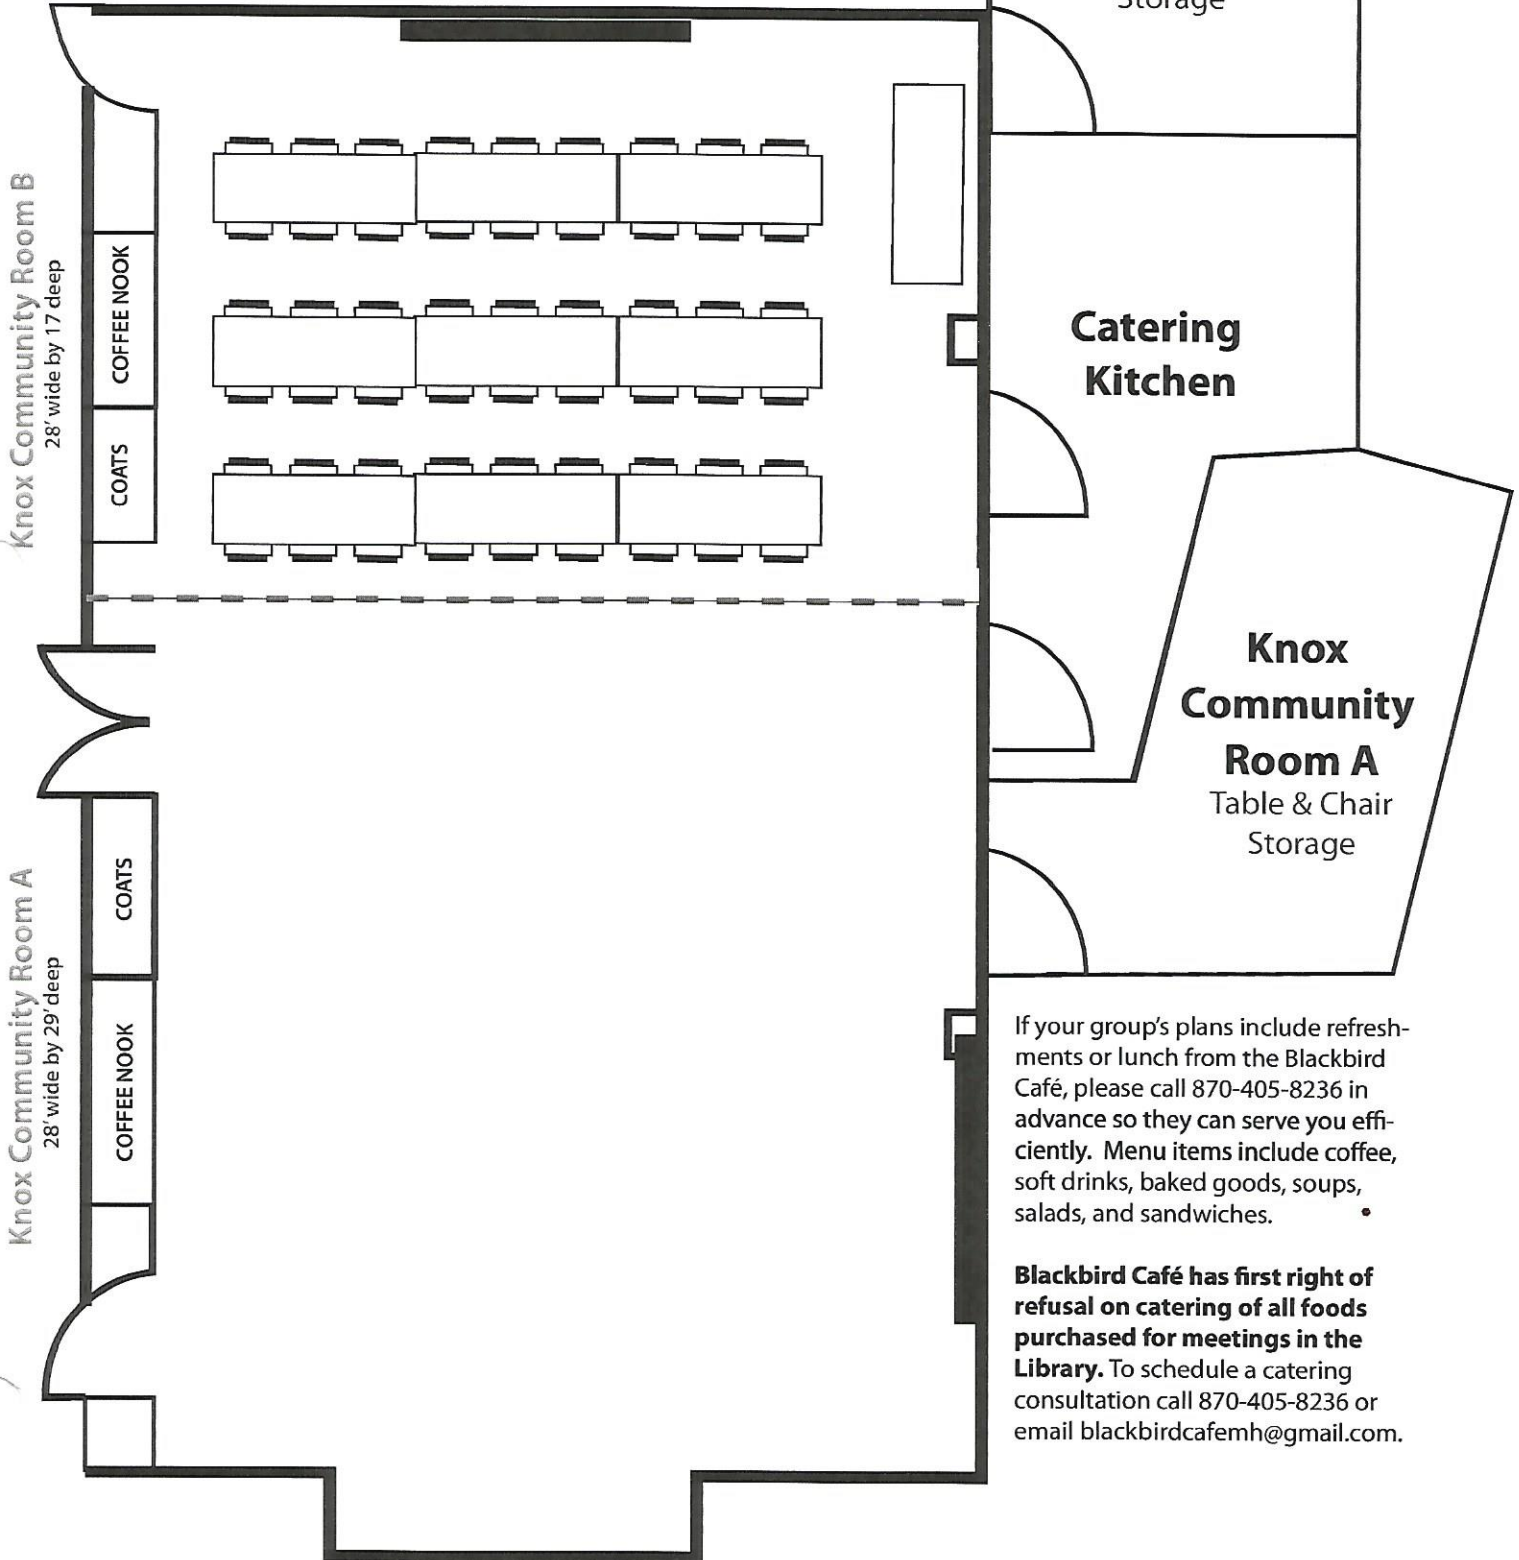 Storage
Knox Community Room B
28' wide by 17 deep
COFFEE NOOK
COATS
Catering
Kitchen
Knox
Community
Room A
Table & Chair
Storage
Knox Community Room A
28' wide by 29' deep
COATS
COFFEE NOOK
If your group's plans include refresh-
ments or lunch from the Blackbird
Café, please call 870-405-8236 in
advance so they can serve you effi-
ciently. Menu items include coffee,
soft drinks, baked goods, soups,
salads, and sandwiches.
Blackbird Café has first right of
refusal on catering of all foods
purchased for meetings in the
Library. To schedule a catering
consultation call 870-405-8236 or
email blackbirdcafemh@gmail.com.